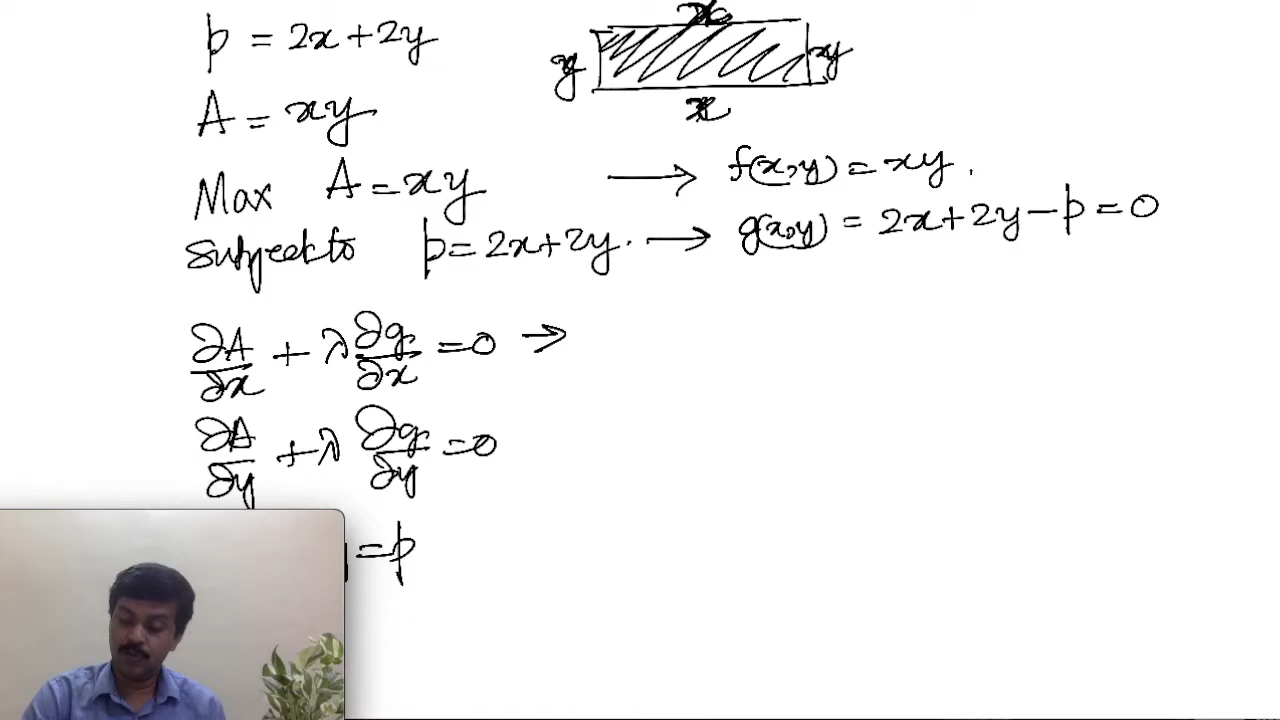 p = 2x + 2y
A = xy
x
y
y
x
Max A = xy → f(x,y) = xy.
Subject to p = 2x + 2y. → g(x,y) = 2x + 2y − p = 0
∂A/∂x + λ ∂g/∂x = 0 →
∂A/∂y + λ ∂g/∂y = 0
= p